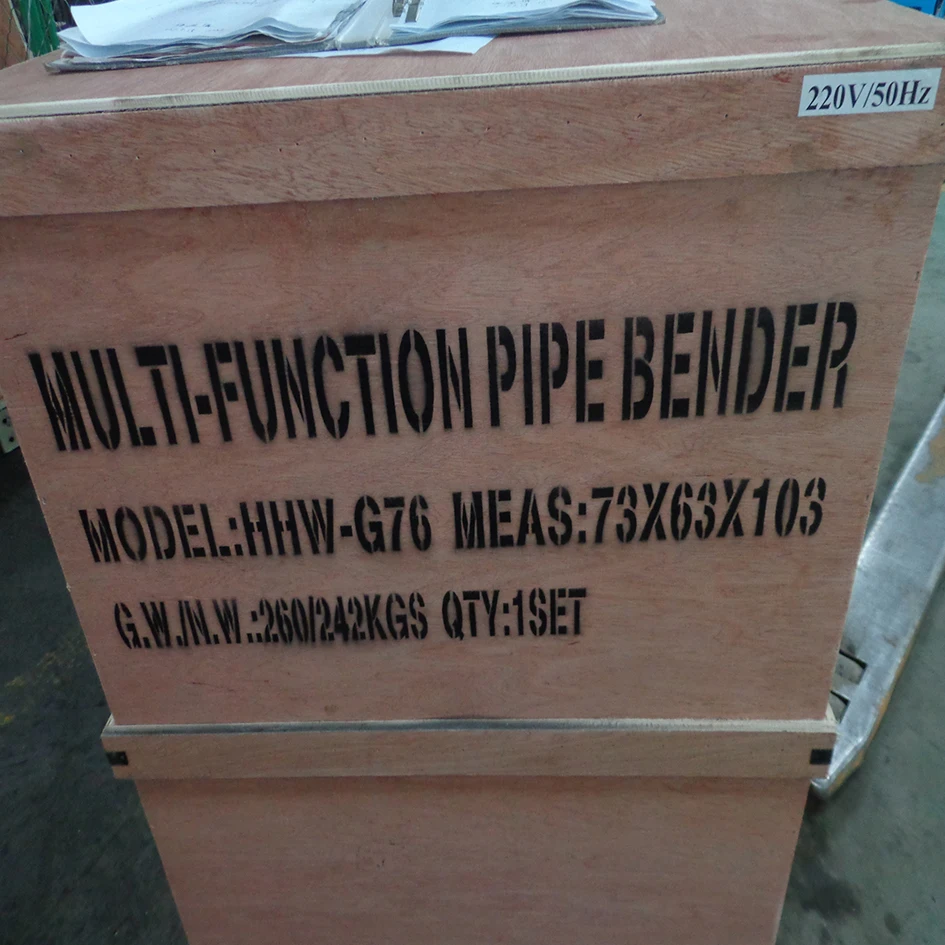 220V/50Hz
MULTI-FUNCTION PIPE BENDER
MODEL:HHW-G76 MEAS:73X63X103
G.W./N.W.:260/242KGS QTY:1SET